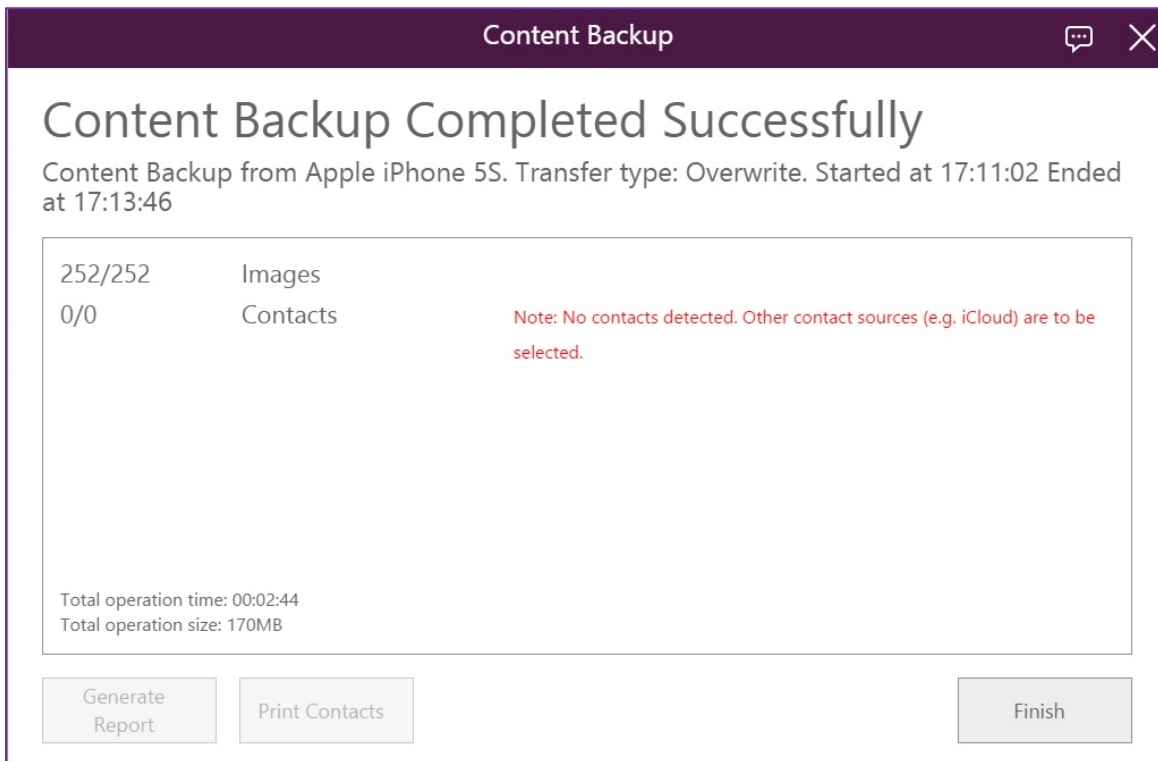 Content Backup
Content Backup Completed Successfully
Content Backup from Apple iPhone 5S. Transfer type: Overwrite. Started at 17:11:02 Ended
at 17:13:46
252/252 Images
0/0 Contacts Note: No contacts detected. Other contact sources (e.g. iCloud) are to be
selected.
Total operation time: 00:02:44
Total operation size: 170MB
Generate
Report
Print Contacts
Finish